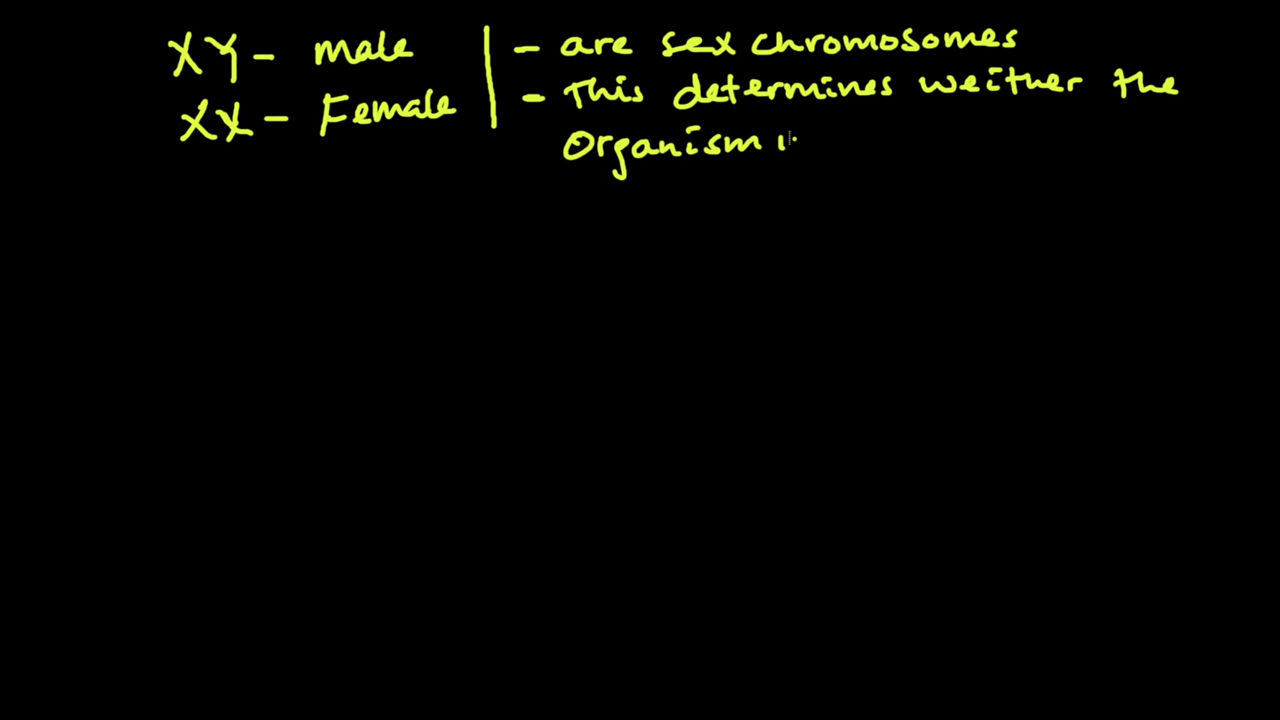 XY - male | - are sex chromosomes
XX - Female | - This determines weither the
Organism